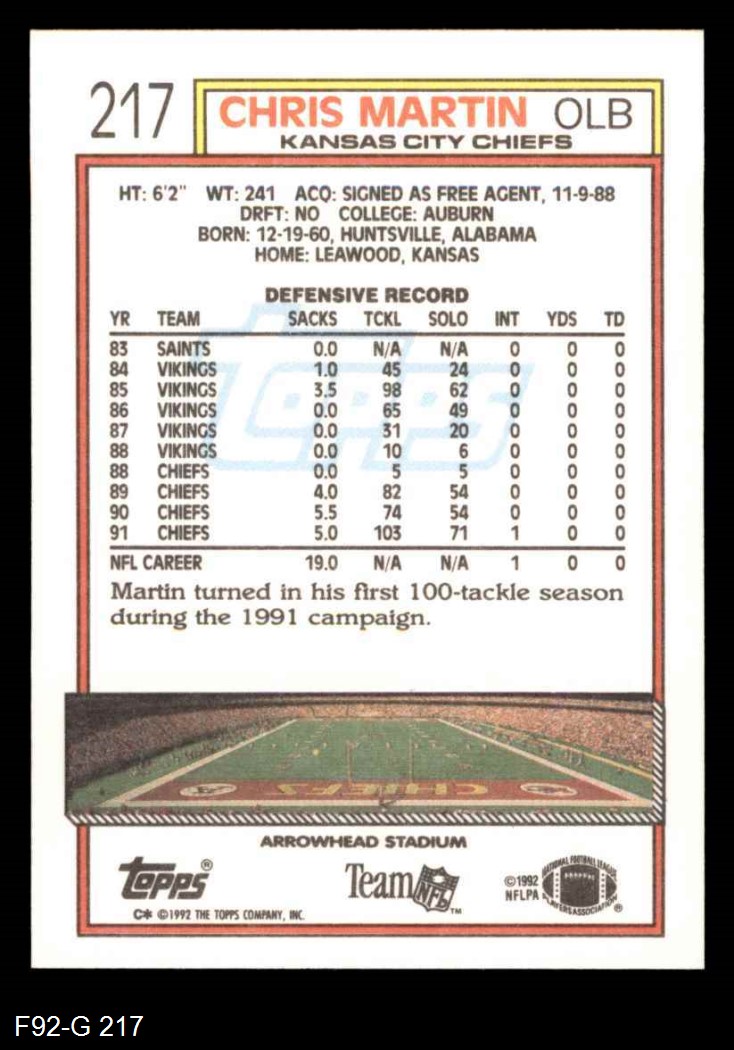 217
CHRIS MARTIN OLB
KANSAS CITY CHIEFS
HT: 6'2" WT: 241 ACQ: SIGNED AS FREE AGENT, 11-9-88
DRFT: NO COLLEGE: AUBURN
BORN: 12-19-60, HUNTSVILLE, ALABAMA
HOME: LEAWOOD, KANSAS
DEFENSIVE RECORD
YR TEAM SACKS TCKL SOLO INT YDS TD
83 SAINTS 0.0 N/A N/A 0 0 0
84 VIKINGS 1.0 45 24 0 0 0
85 VIKINGS 3.5 98 62 0 0 0
86 VIKINGS 0.0 65 49 0 0 0
87 VIKINGS 0.0 31 20 0 0 0
88 VIKINGS 0.0 10 6 0 0 0
88 CHIEFS 0.0 5 5 0 0 0
89 CHIEFS 4.0 82 54 0 0 0
90 CHIEFS 5.5 74 54 0 0 0
91 CHIEFS 5.0 103 71 1 0 0
NFL CAREER 19.0 N/A N/A 1 0 0
topps
Martin turned in his first 100-tackle season
during the 1991 campaign.
CHIEFS
ARROWHEAD STADIUM
topps®
Team NFL™
©1992
NFLPA
NATIONAL FOOTBALL LEAGUE
PLAYERS ASSOCIATION®
C* ©1992 THE TOPPS COMPANY, INC.
F92-G 217